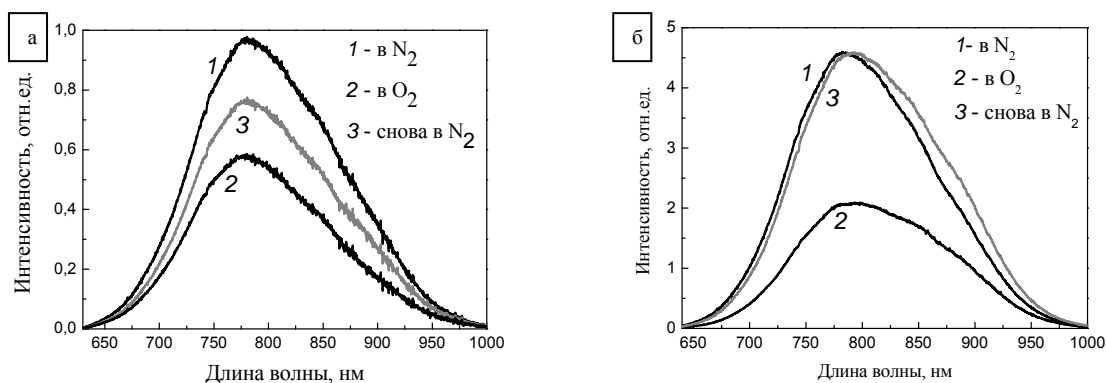 а
1 - в N2
2 - в O2
3 - снова в N2
1
3
2
Интенсивность, отн.ед.
1,0
0,8
0,6
0,4
0,2
0,0
650 700 750 800 850 900 950 1000
Длина волны, нм
б
1- в N2
2 - в O2
3 - снова в N2
1
3
2
Интенсивность, отн.ед.
5
4
3
2
1
0
650 700 750 800 850 900 950 1000
Длина волны, нм